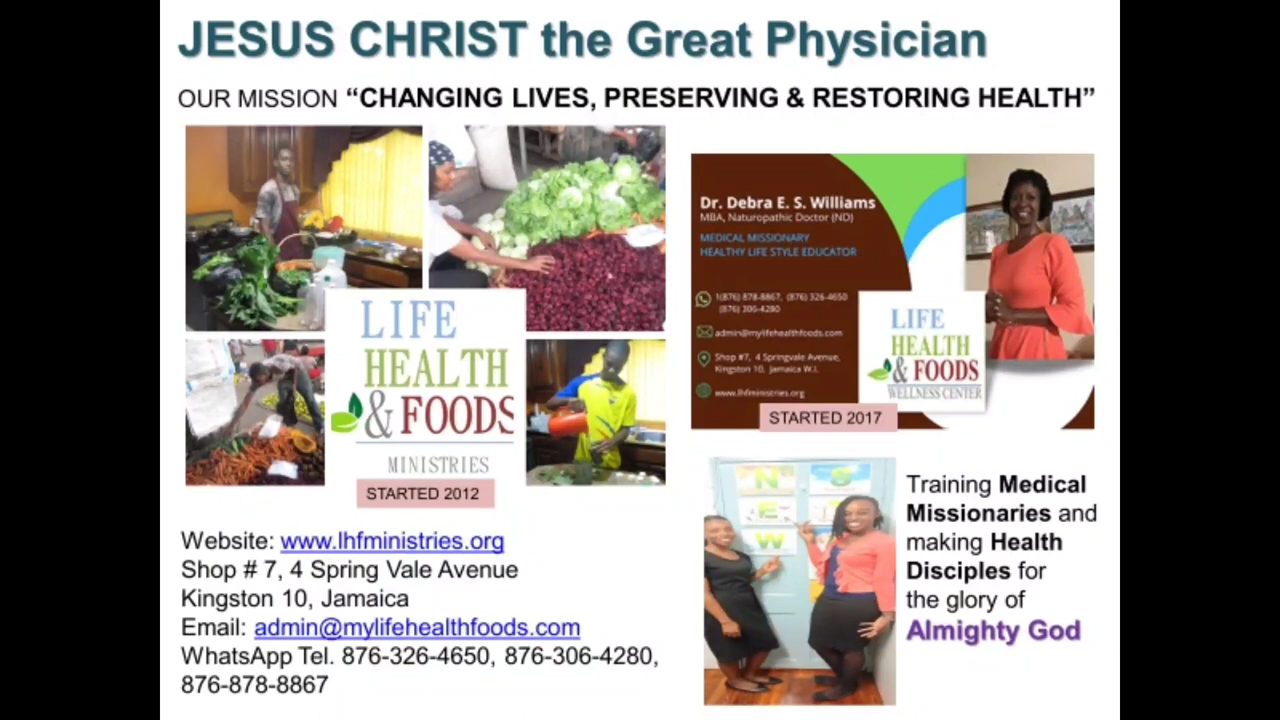 JESUS CHRIST the Great Physician
OUR MISSION “CHANGING LIVES, PRESERVING & RESTORING HEALTH”
LIFE
HEALTH
& FOODS
MINISTRIES
STARTED 2012
Dr. Debra E. S. Williams
MBA, Naturopathic Doctor (ND)
MEDICAL MISSIONARY
HEALTHY LIFE STYLE EDUCATOR
1(876) 878-8867, (876) 326-4650
(876) 306-4280
admin@mylifehealthfoods.com
Shop #7, 4 Springvale Avenue,
Kingston 10, Jamaica W.I.
www.lhfministries.org
LIFE
HEALTH
& FOODS
WELLNESS CENTER
STARTED 2017
Website: www.lhfministries.org
Shop # 7, 4 Spring Vale Avenue
Kingston 10, Jamaica
Email: admin@mylifehealthfoods.com
WhatsApp Tel. 876-326-4650, 876-306-4280,
876-878-8867
N S
E
W
Training Medical
Missionaries and
making Health
Disciples for
the glory of
Almighty God